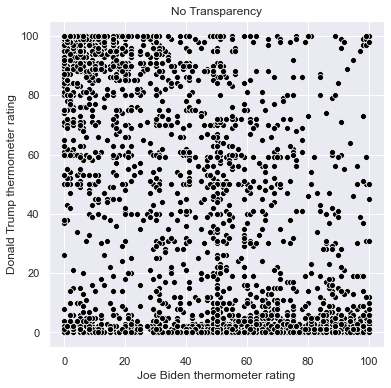 No Transparency
100
80
60
40
20
0
Donald Trump thermometer rating
0 20 40 60 80 100
Joe Biden thermometer rating